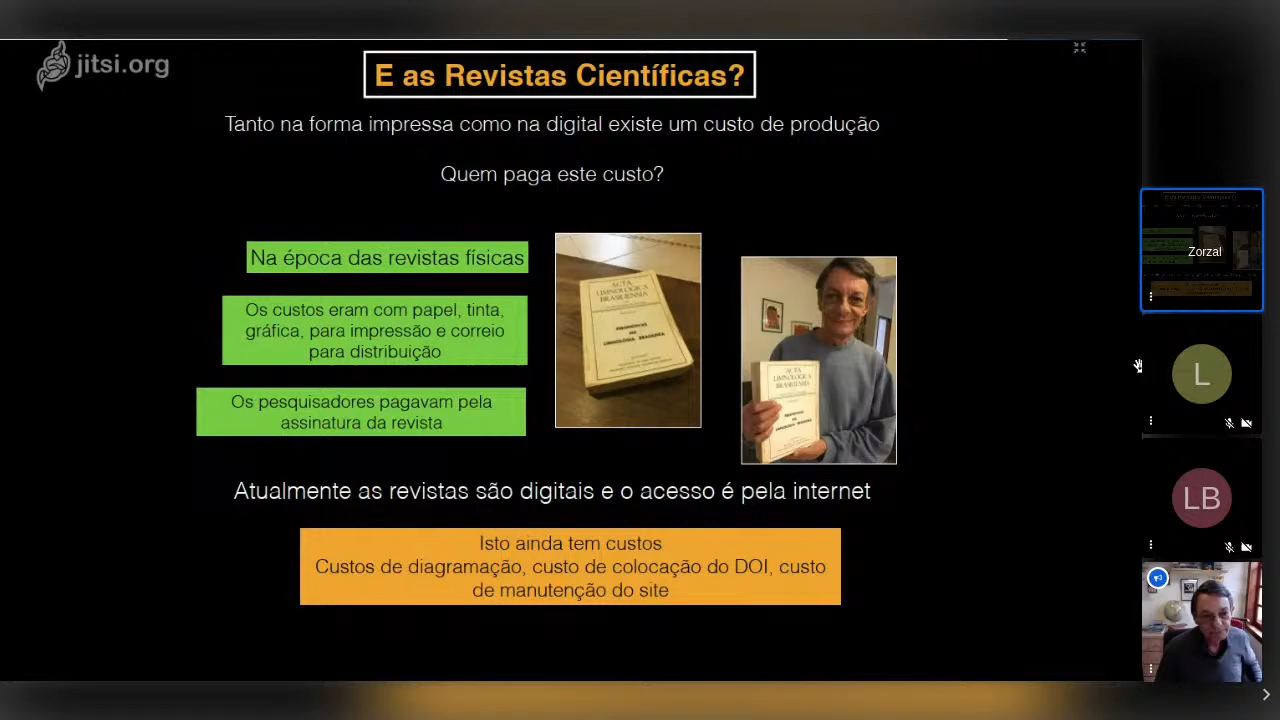 jitsi.org
E as Revistas Científicas?
Tanto na forma impressa como na digital existe um custo de produção
Quem paga este custo?
Na época das revistas físicas
Os custos eram com papel, tinta,
gráfica, para impressão e correio
para distribuição
Os pesquisadores pagavam pela
assinatura da revista
ACTA
LIMNOLOGICA
BRASILIENSIA
LIMNOLOGIA BRASILEIRA
ACTA
LIMNOLOGICA
BRASILIENSIA
Atualmente as revistas são digitais e o acesso é pela internet
Isto ainda tem custos
Custos de diagramação, custo de colocação do DOI, custo
de manutenção do site
Zorzal
L
LB